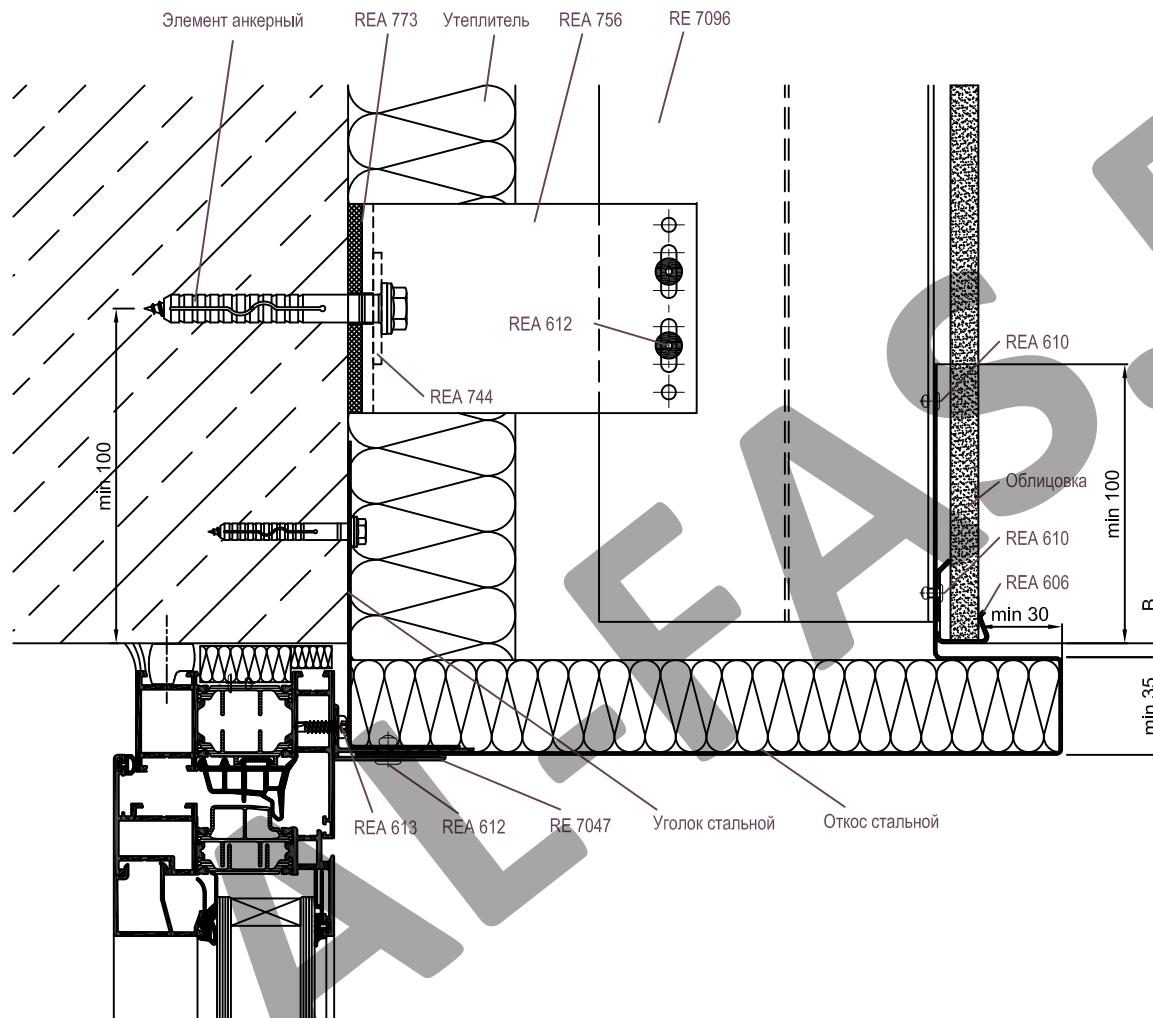 Элемент анкерный
REA 773
Утеплитель
REA 756
RE 7096
REA 612
REA 610
REA 744
min 100
Облицовка
min 100
REA 610
REA 606
min 30
B
min 35
REA 613
REA 612
RE 7047
Уголок стальной
Откос стальной
AL-FAS.